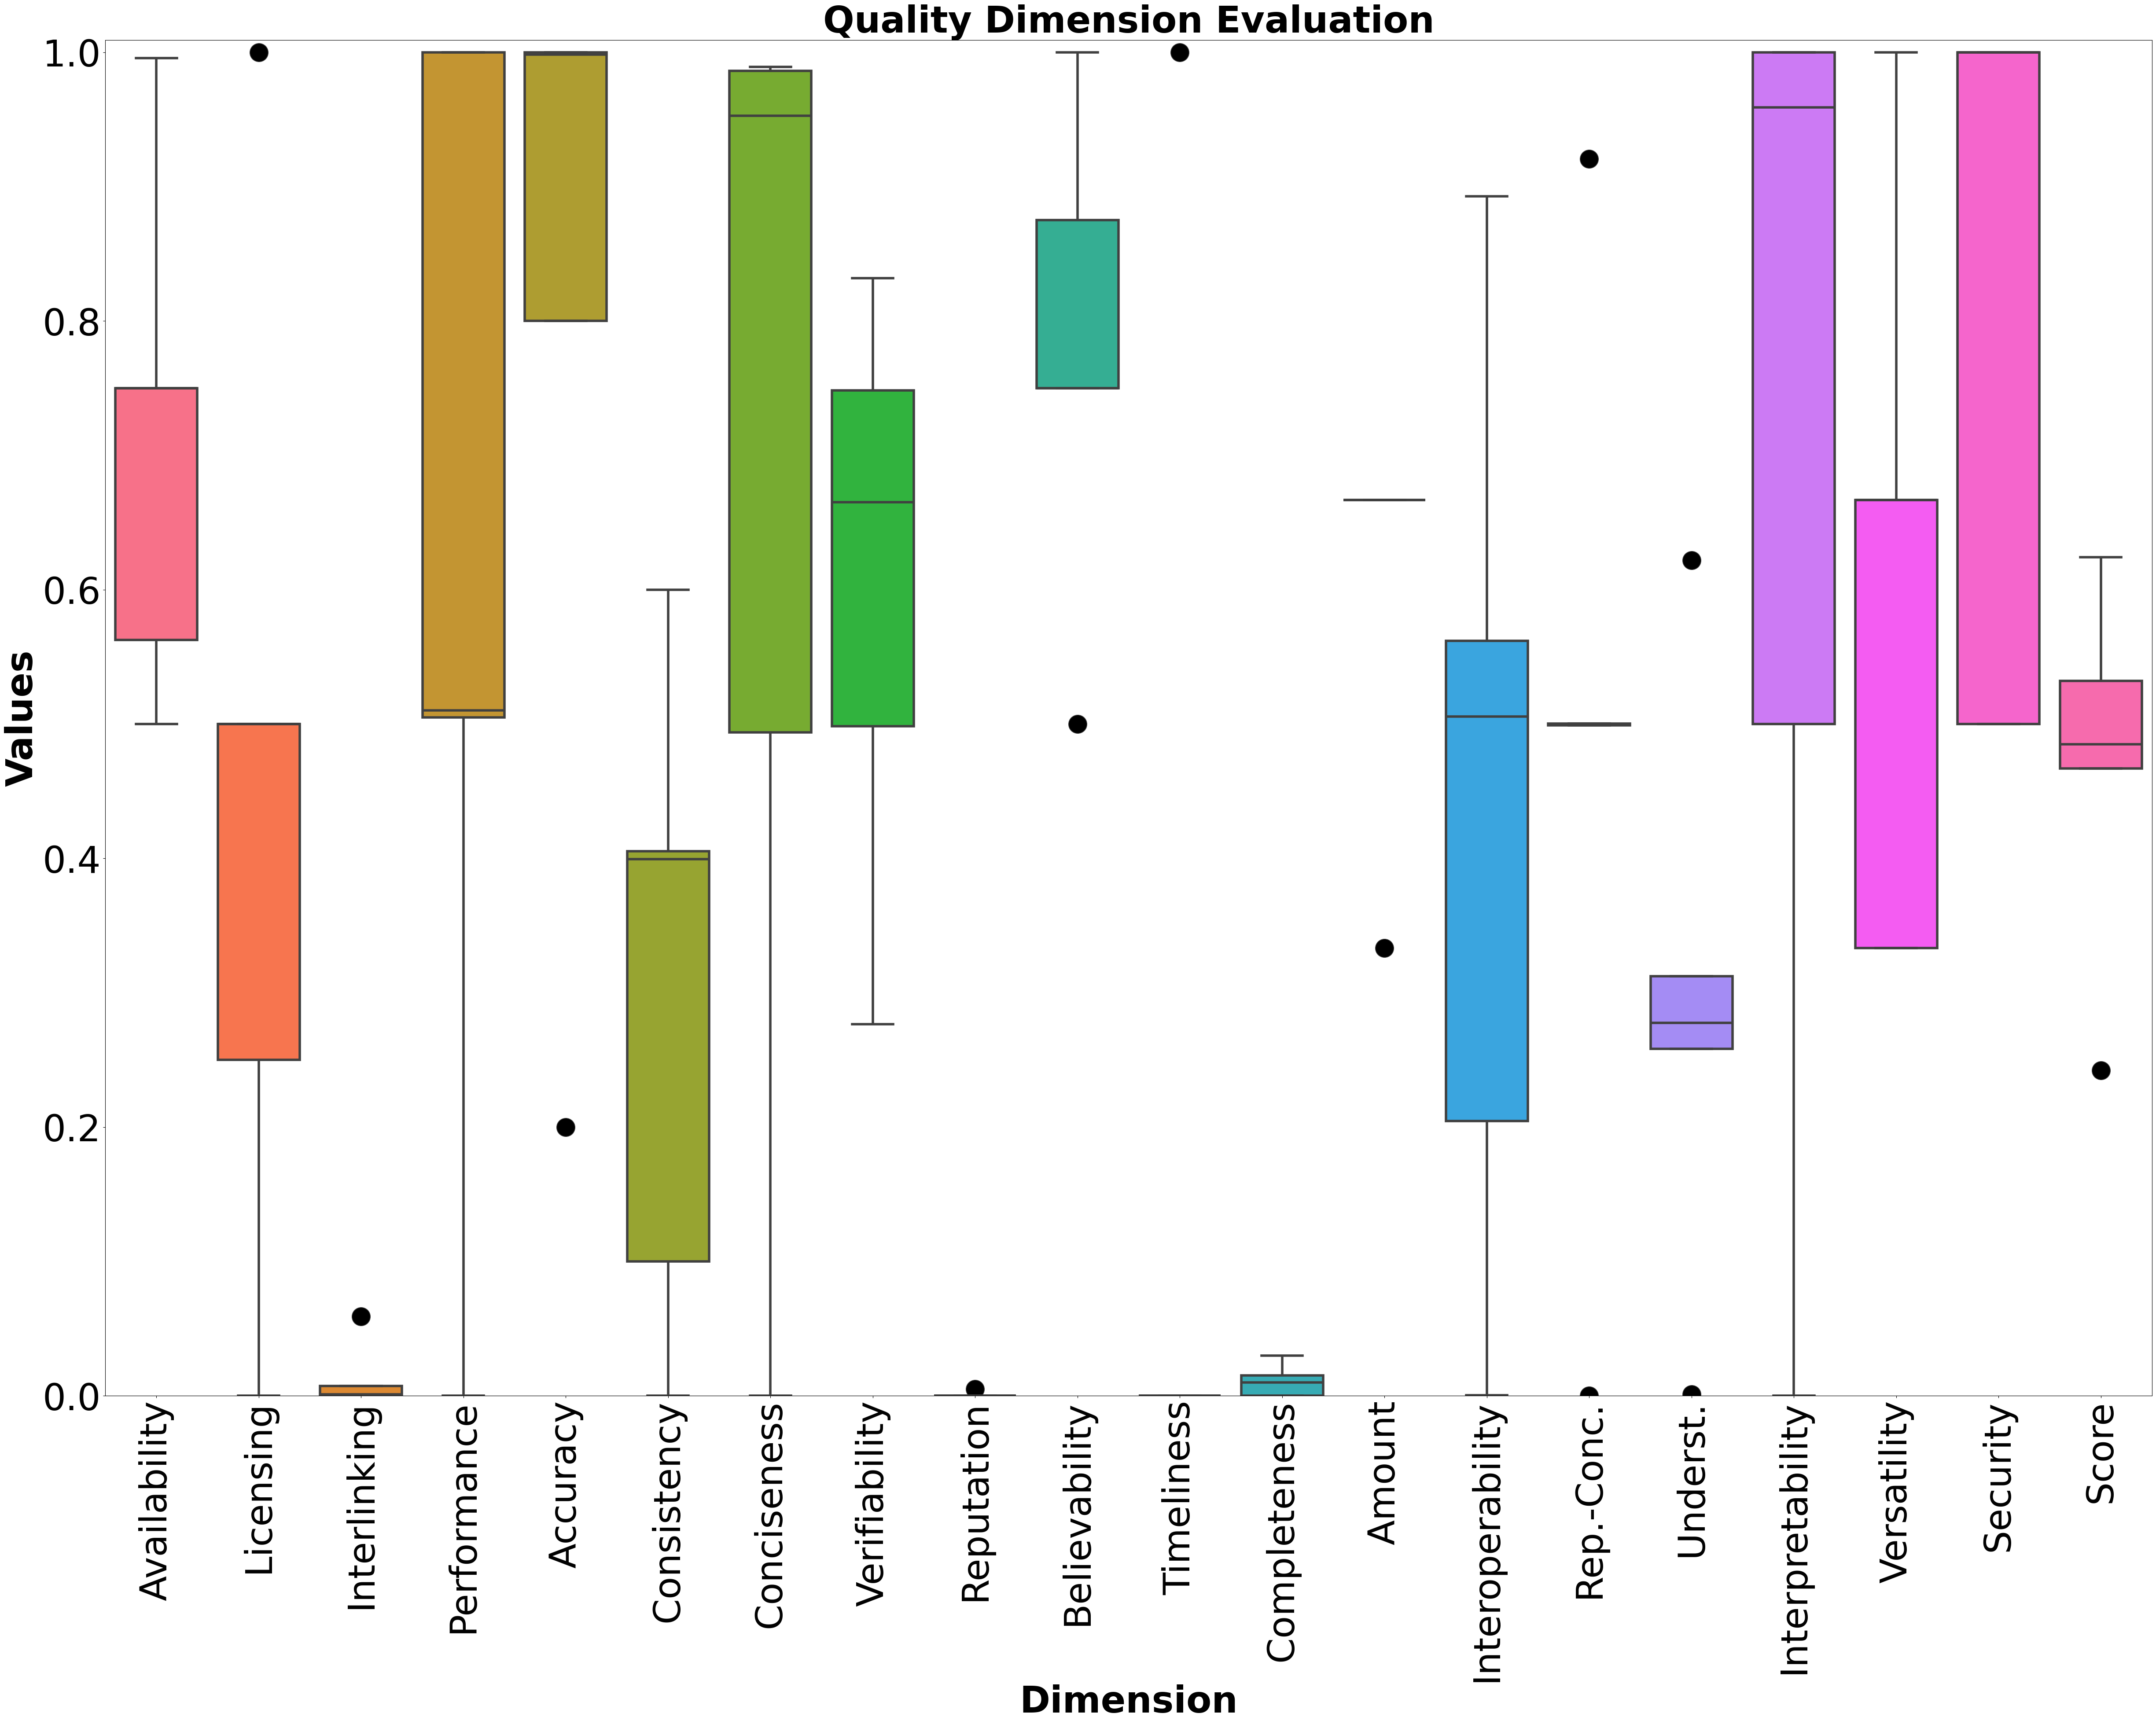 Quality Dimension Evaluation
Values
1.0
0.8
0.6
0.4
0.2
0.0
Availability
Licensing
Interlinking
Performance
Accuracy
Consistency
Conciseness
Verifiability
Reputation
Believability
Timeliness
Completeness
Amount
Interoperability
Rep.-Conc.
Underst.
Interpretability
Versatility
Security
Score
Dimension